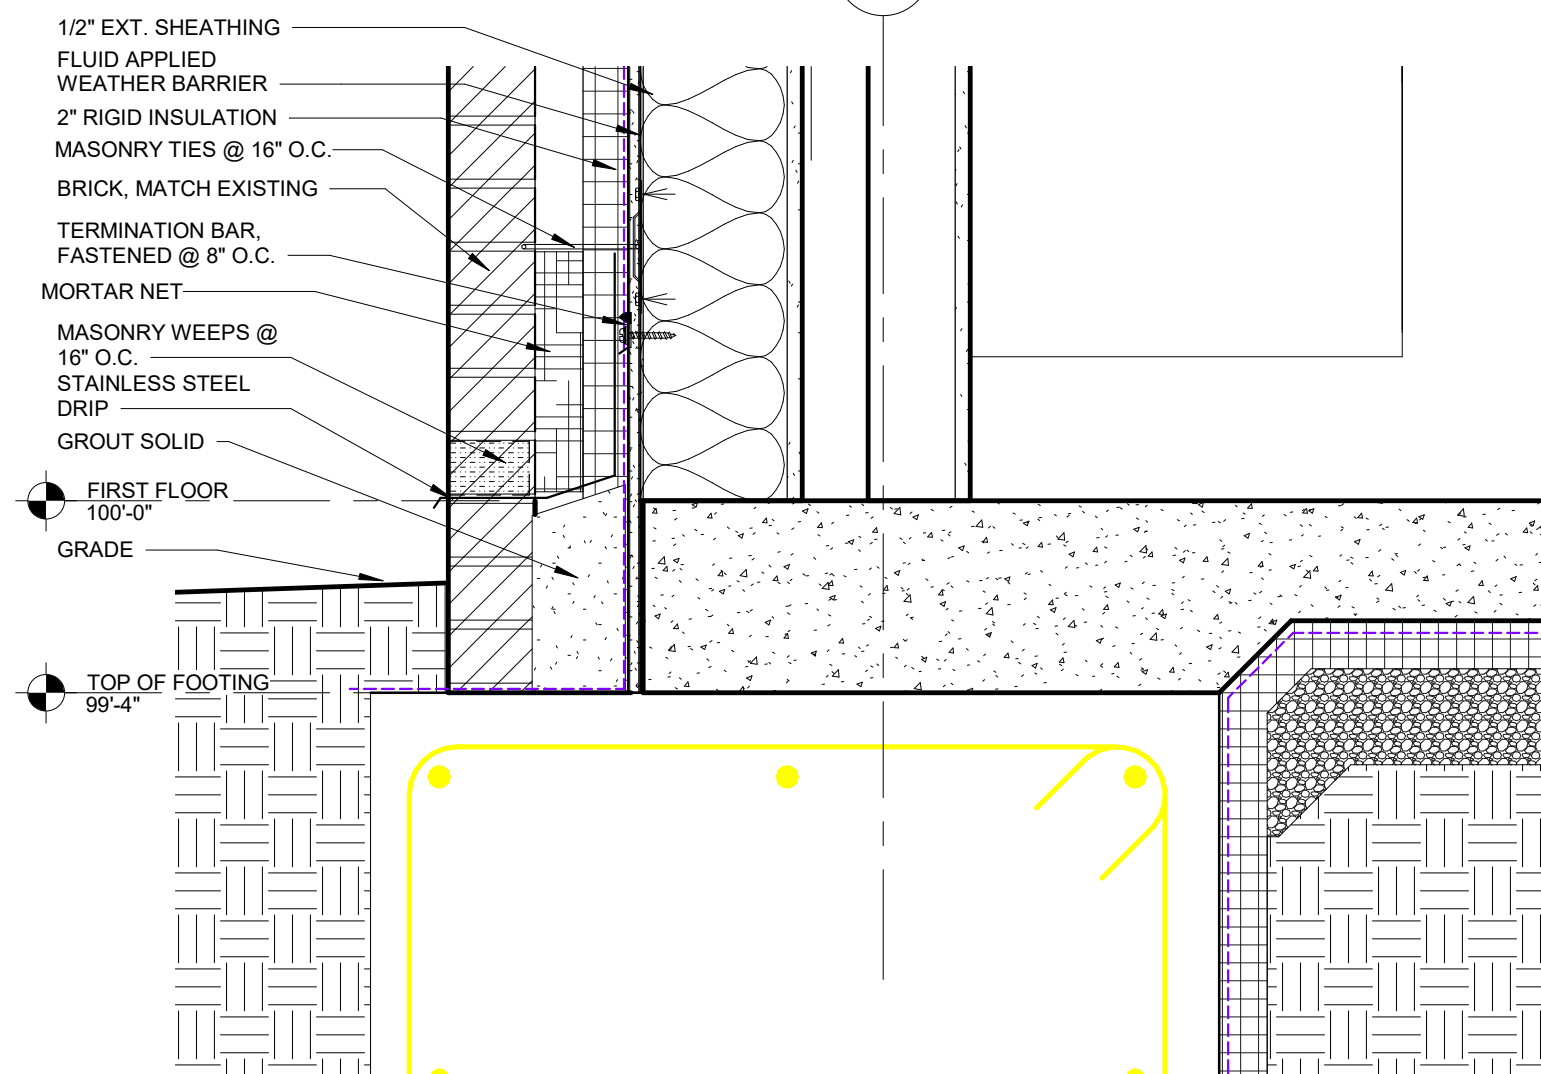 1/2" EXT. SHEATHING
FLUID APPLIED
WEATHER BARRIER
2" RIGID INSULATION
MASONRY TIES @ 16" O.C.
BRICK, MATCH EXISTING
TERMINATION BAR,
FASTENED @ 8" O.C.
MORTAR NET
MASONRY WEEPS @
16" O.C.
STAINLESS STEEL
DRIP
GROUT SOLID
FIRST FLOOR
100'-0"
GRADE
TOP OF FOOTING
99'-4"